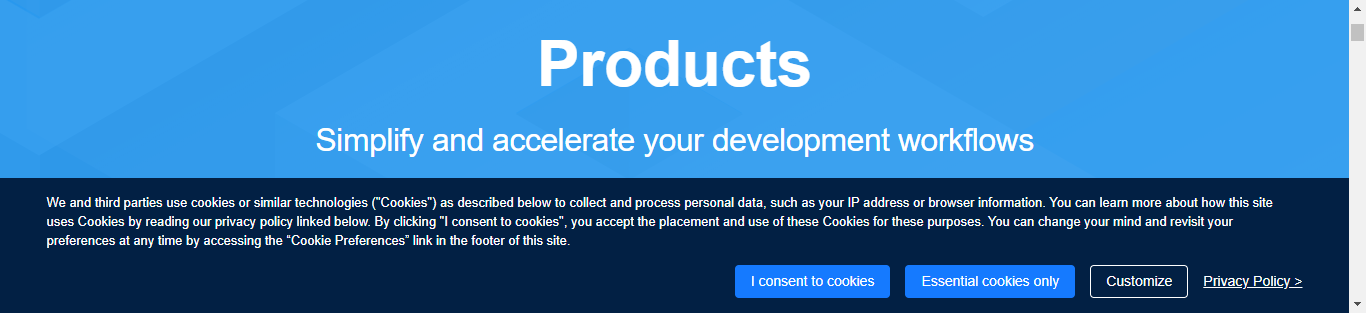 Products
Simplify and accelerate your development workflows
We and third parties use cookies or similar technologies ("Cookies") as described below to collect and process personal data, such as your IP address or browser information. You can learn more about how this site
uses Cookies by reading our privacy policy linked below. By clicking "I consent to cookies", you accept the placement and use of these Cookies for these purposes. You can change your mind and revisit your
preferences at any time by accessing the “Cookie Preferences” link in the footer of this site.
I consent to cookies
Essential cookies only
Customize
Privacy Policy >